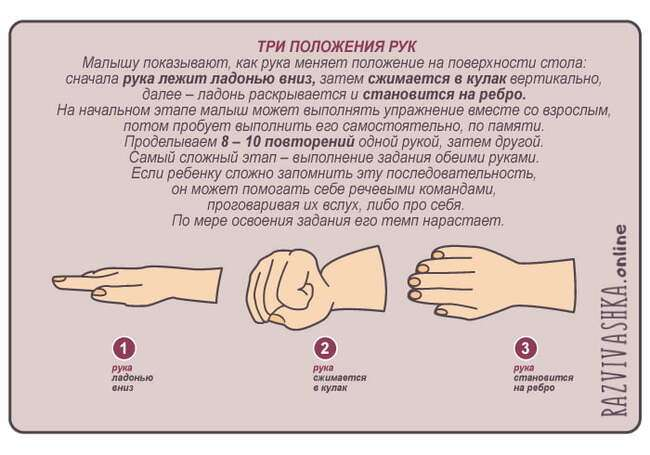 ТРИ ПОЛОЖЕНИЯ РУК
Малышу показывают, как рука меняет положение на поверхности стола:
сначала рука лежит ладонью вниз, затем сжимается в кулак вертикально,
далее – ладонь раскрывается и становится на ребро.
На начальном этапе малыш может выполнять упражнение вместе со взрослым,
потом пробует выполнить его самостоятельно, по памяти.
Проделываем 8 – 10 повторений одной рукой, затем другой.
Самый сложный этап – выполнение задания обеими руками.
Если ребенку сложно запомнить эту последовательность,
он может помогать себе речевыми командами,
проговаривая их вслух, либо про себя.
По мере освоения задания его темп нарастает.
1
рука
ладонью
вниз
2
рука
сжимается
в кулак
3
рука
становится
на ребро
RAZVIVASHKA.online